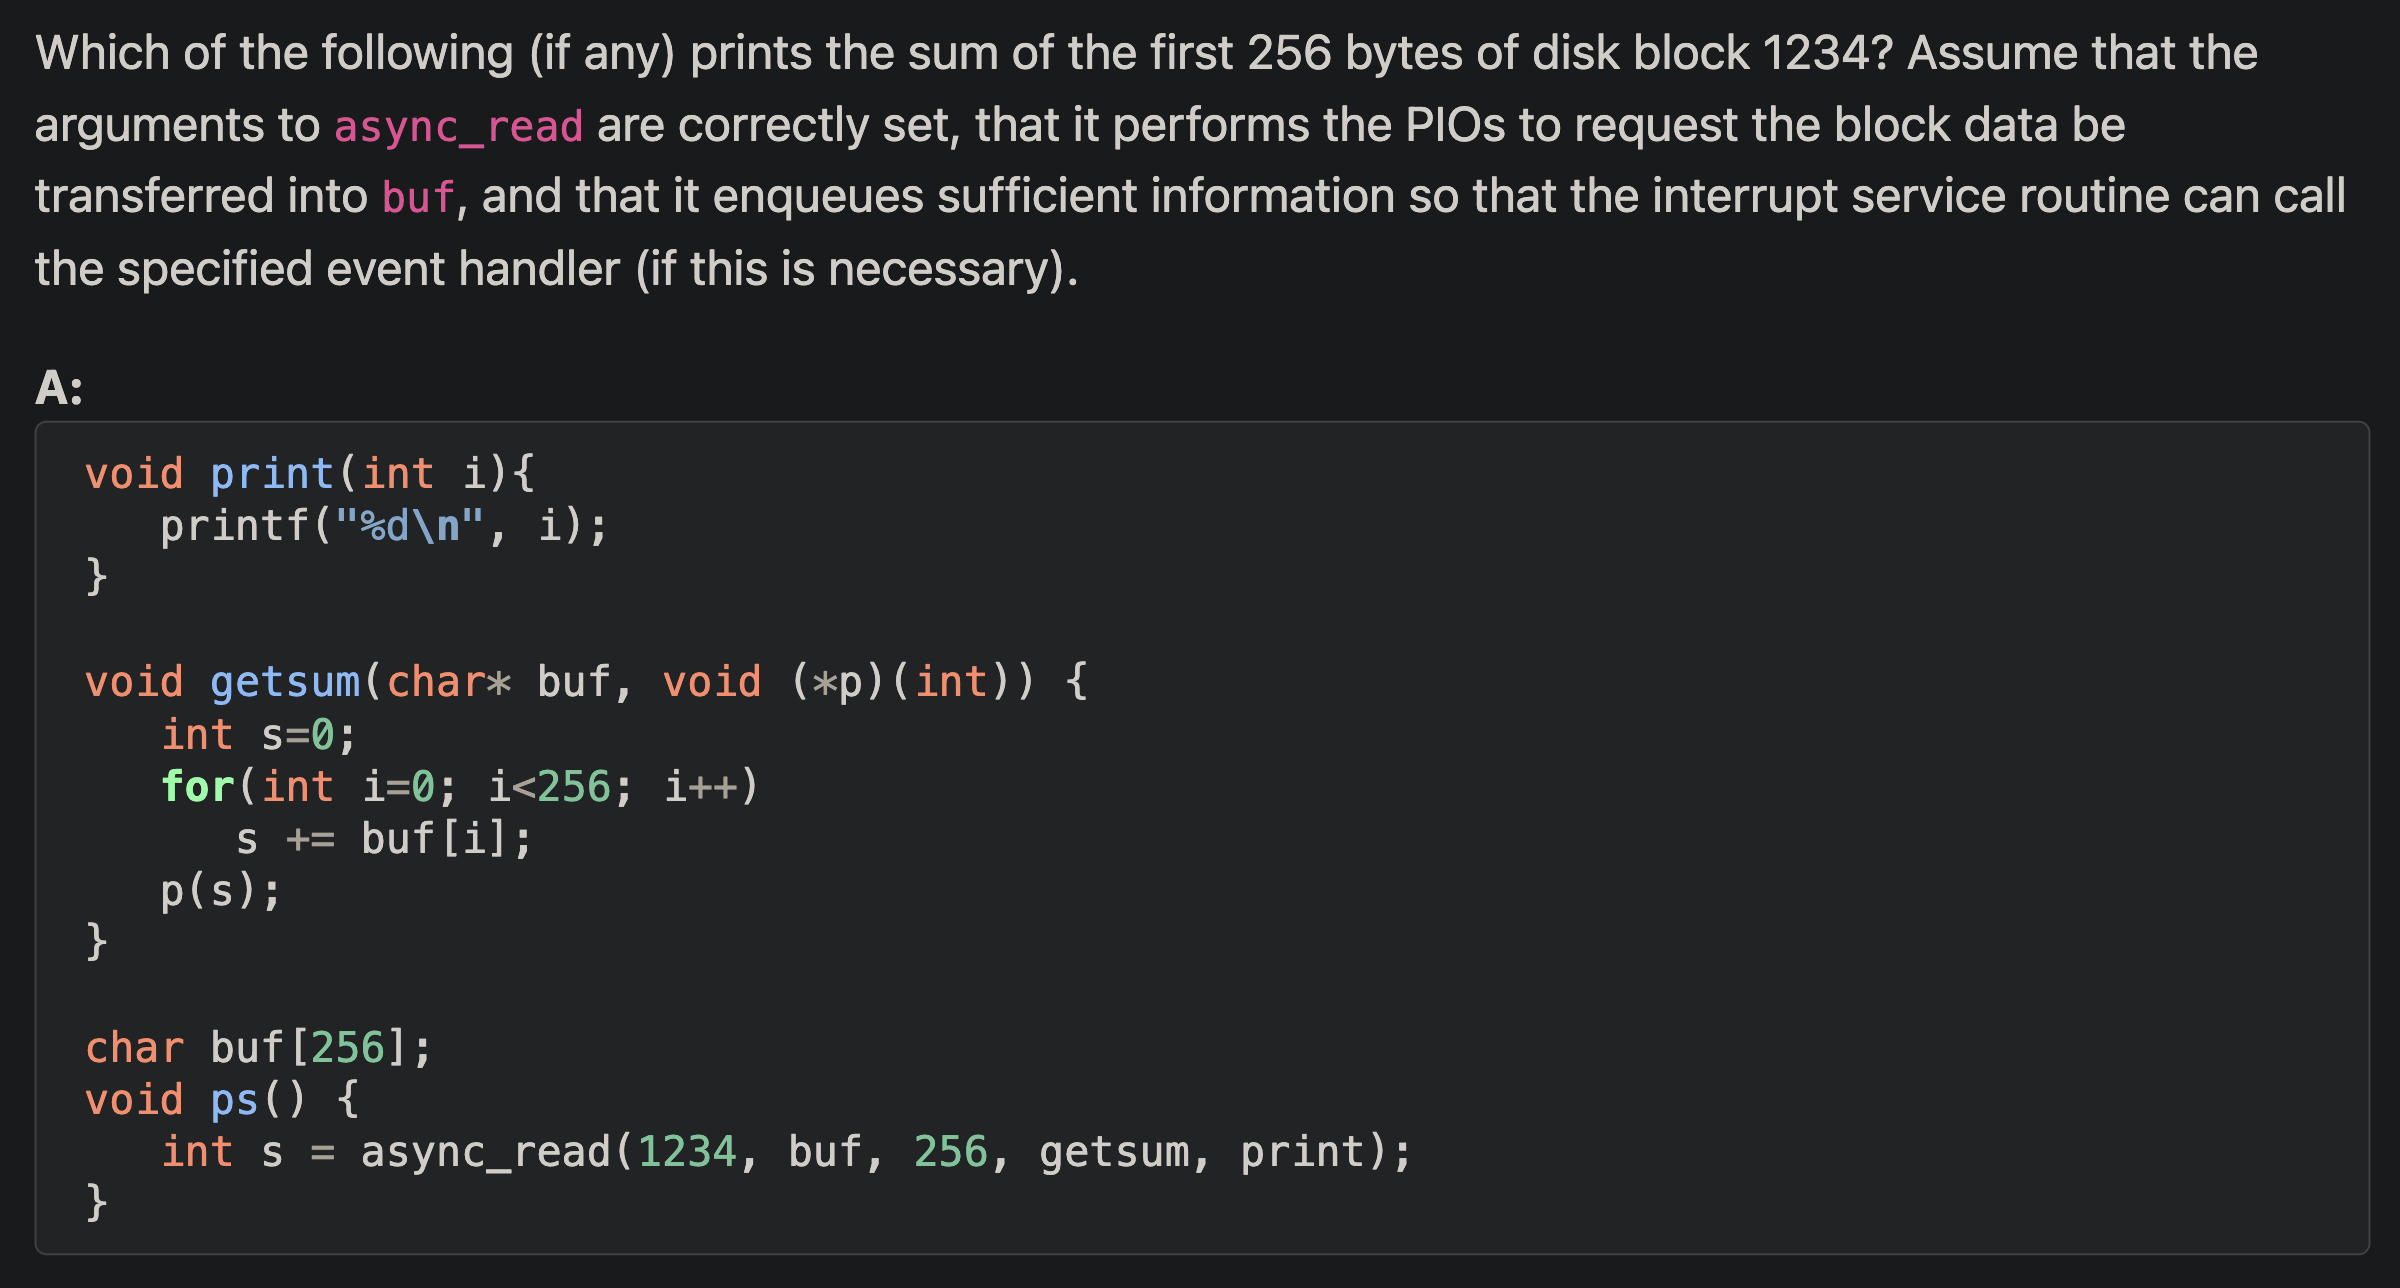 Which of the following (if any) prints the sum of the first 256 bytes of disk block 1234? Assume that the
arguments to async_read are correctly set, that it performs the PIOs to request the block data be
transferred into buf, and that it enqueues sufficient information so that the interrupt service routine can call
the specified event handler (if this is necessary).
A:
void print(int i){
   printf("%d\n", i);
}
void getsum(char* buf, void (*p)(int)) {
   int s=0;
   for(int i=0; i<256; i++)
      s += buf[i];
   p(s);
}
char buf[256];
void ps() {
   int s = async_read(1234, buf, 256, getsum, print);
}